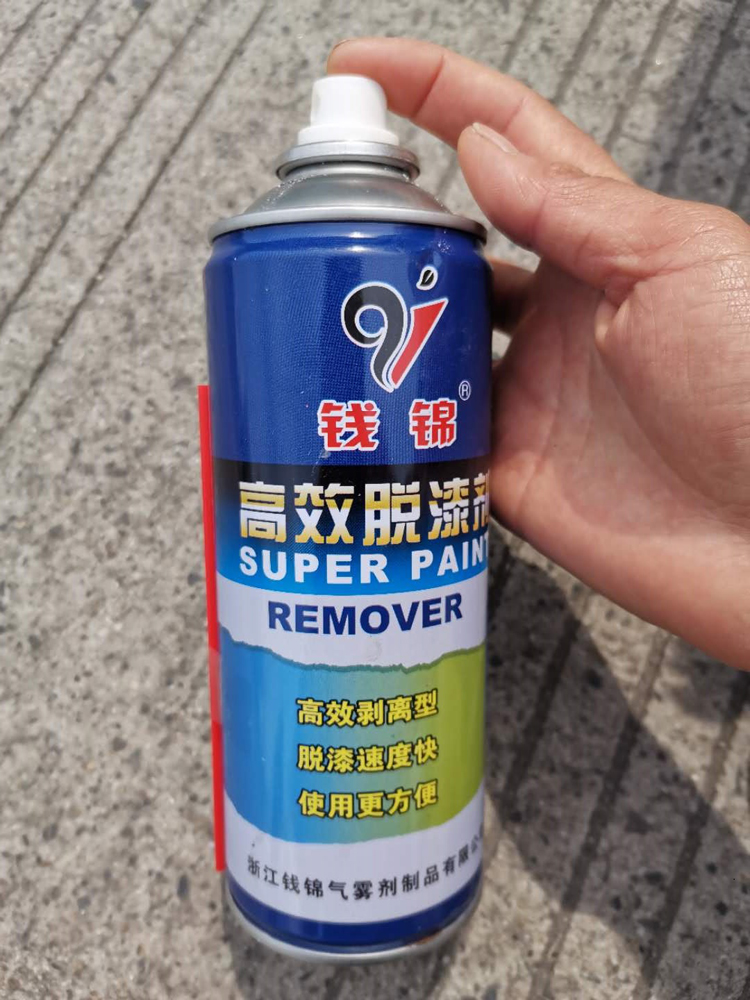 钱锦®
高效脱漆剂
SUPER PAINT
REMOVER
高效剥离型
脱漆速度快
使用更方便
浙江钱锦气雾剂制品有限公